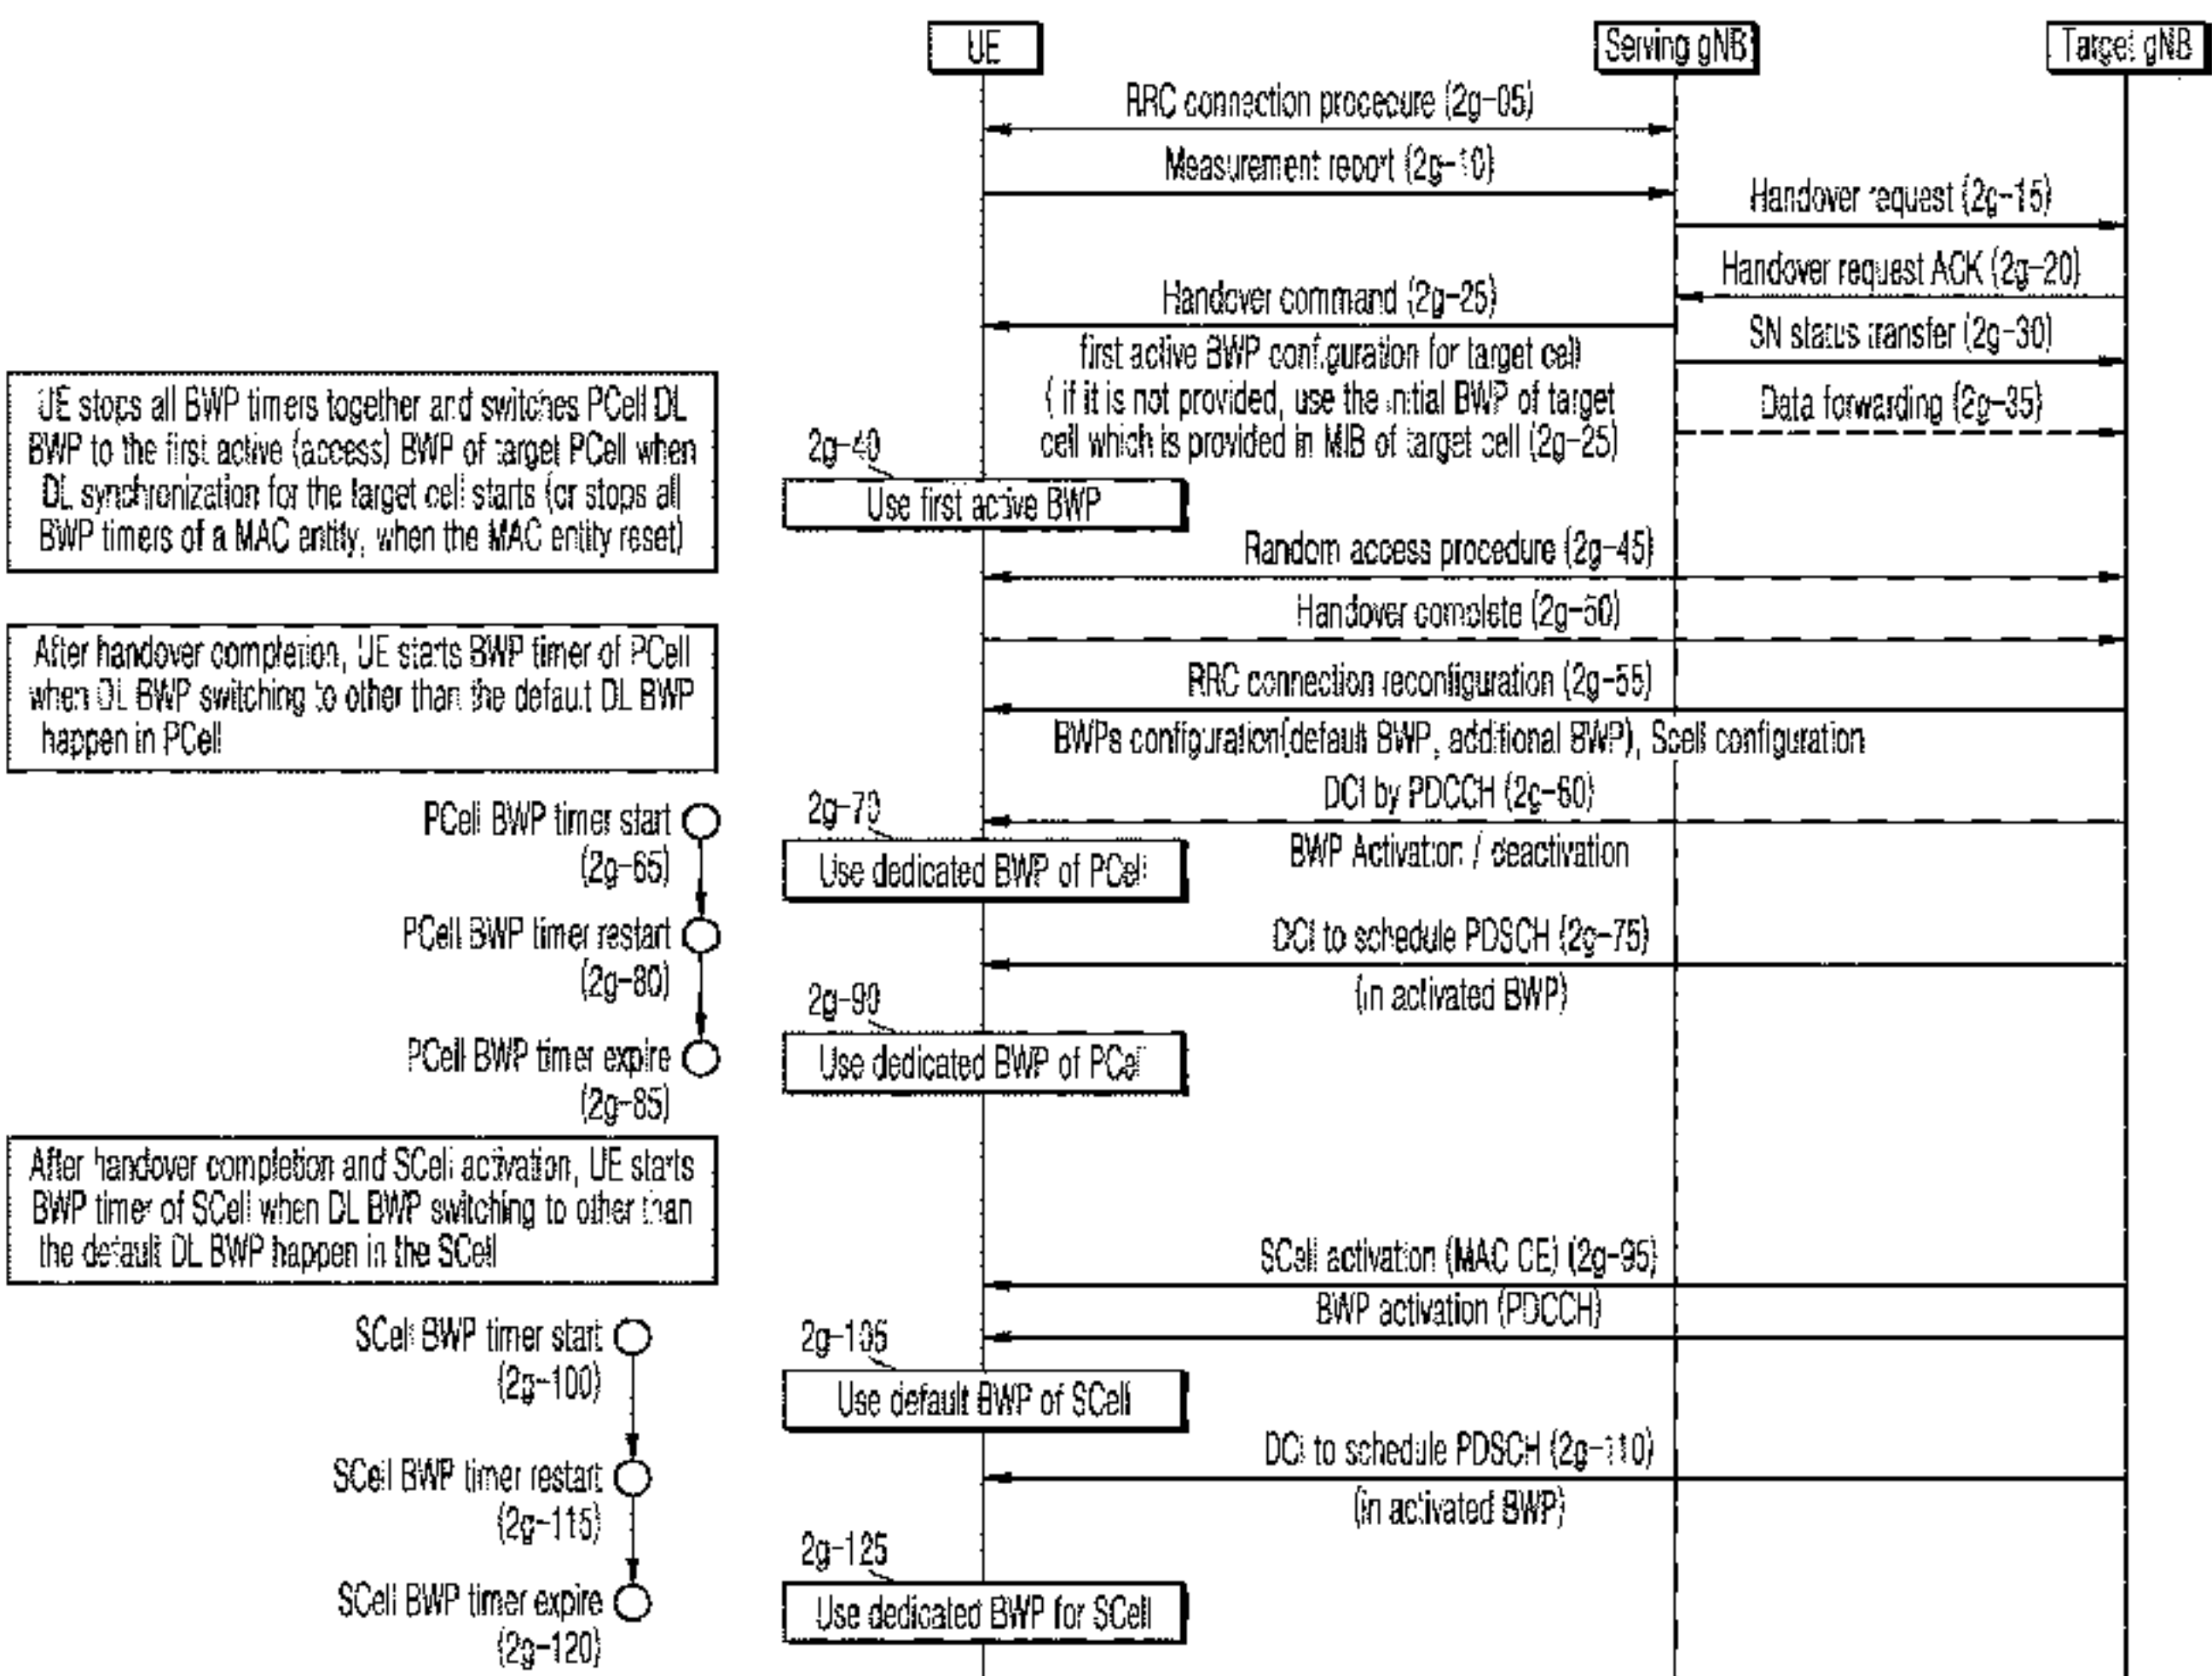 UE
Serving gNB
Target gNB
RRC connection procedure (2g-05)
Measurement report (2g-10)
Handover request (2g-15)
Handover request ACK (2g-20)
Handover command (2g-25)
first active BWP configuration for target cell
( if it is not provided, use the initial BWP of target
cell which is provided in MIB of target cell (2g-25)
SN status transfer (2g-30)
Data forwarding (2g-35)
UE stops all BWP timers together and switches PCell DL
BWP to the first active (access) BWP of target PCell when
DL synchronization for the target cell starts (or stops all
BWP timers of a MAC entity, when the MAC entity reset)
2g-40
Use first active BWP
Random access procedure (2g-45)
Handover complete (2g-50)
After handover completion, UE starts BWP timer of PCell
when DL BWP switching to other than the default DL BWP
happen in PCell
RRC connection reconfiguration (2g-55)
BWPs configuration(default BWP, additional BWP), Scell configuration
DCI by PDCCH (2g-60)
BWP Activation / deactivation
PCell BWP timer start
(2g-65)
2g-70
Use dedicated BWP of PCell
DCI to schedule PDSCH (2g-75)
(in activated BWP)
PCell BWP timer restart
(2g-80)
2g-90
Use dedicated BWP of PCell
PCell BWP timer expire
(2g-85)
After handover completion and SCell activation, UE starts
BWP timer of SCell when DL BWP switching to other than
the default DL BWP happen in the SCell
SCell activation (MAC CE) (2g-95)
BWP activation (PDCCH)
SCell BWP timer start
(2g-100)
2g-105
Use default BWP of SCell
DCI to schedule PDSCH (2g-110)
(in activated BWP)
SCell BWP timer restart
(2g-115)
2g-125
Use dedicated BWP for SCell
SCell BWP timer expire
(2g-120)